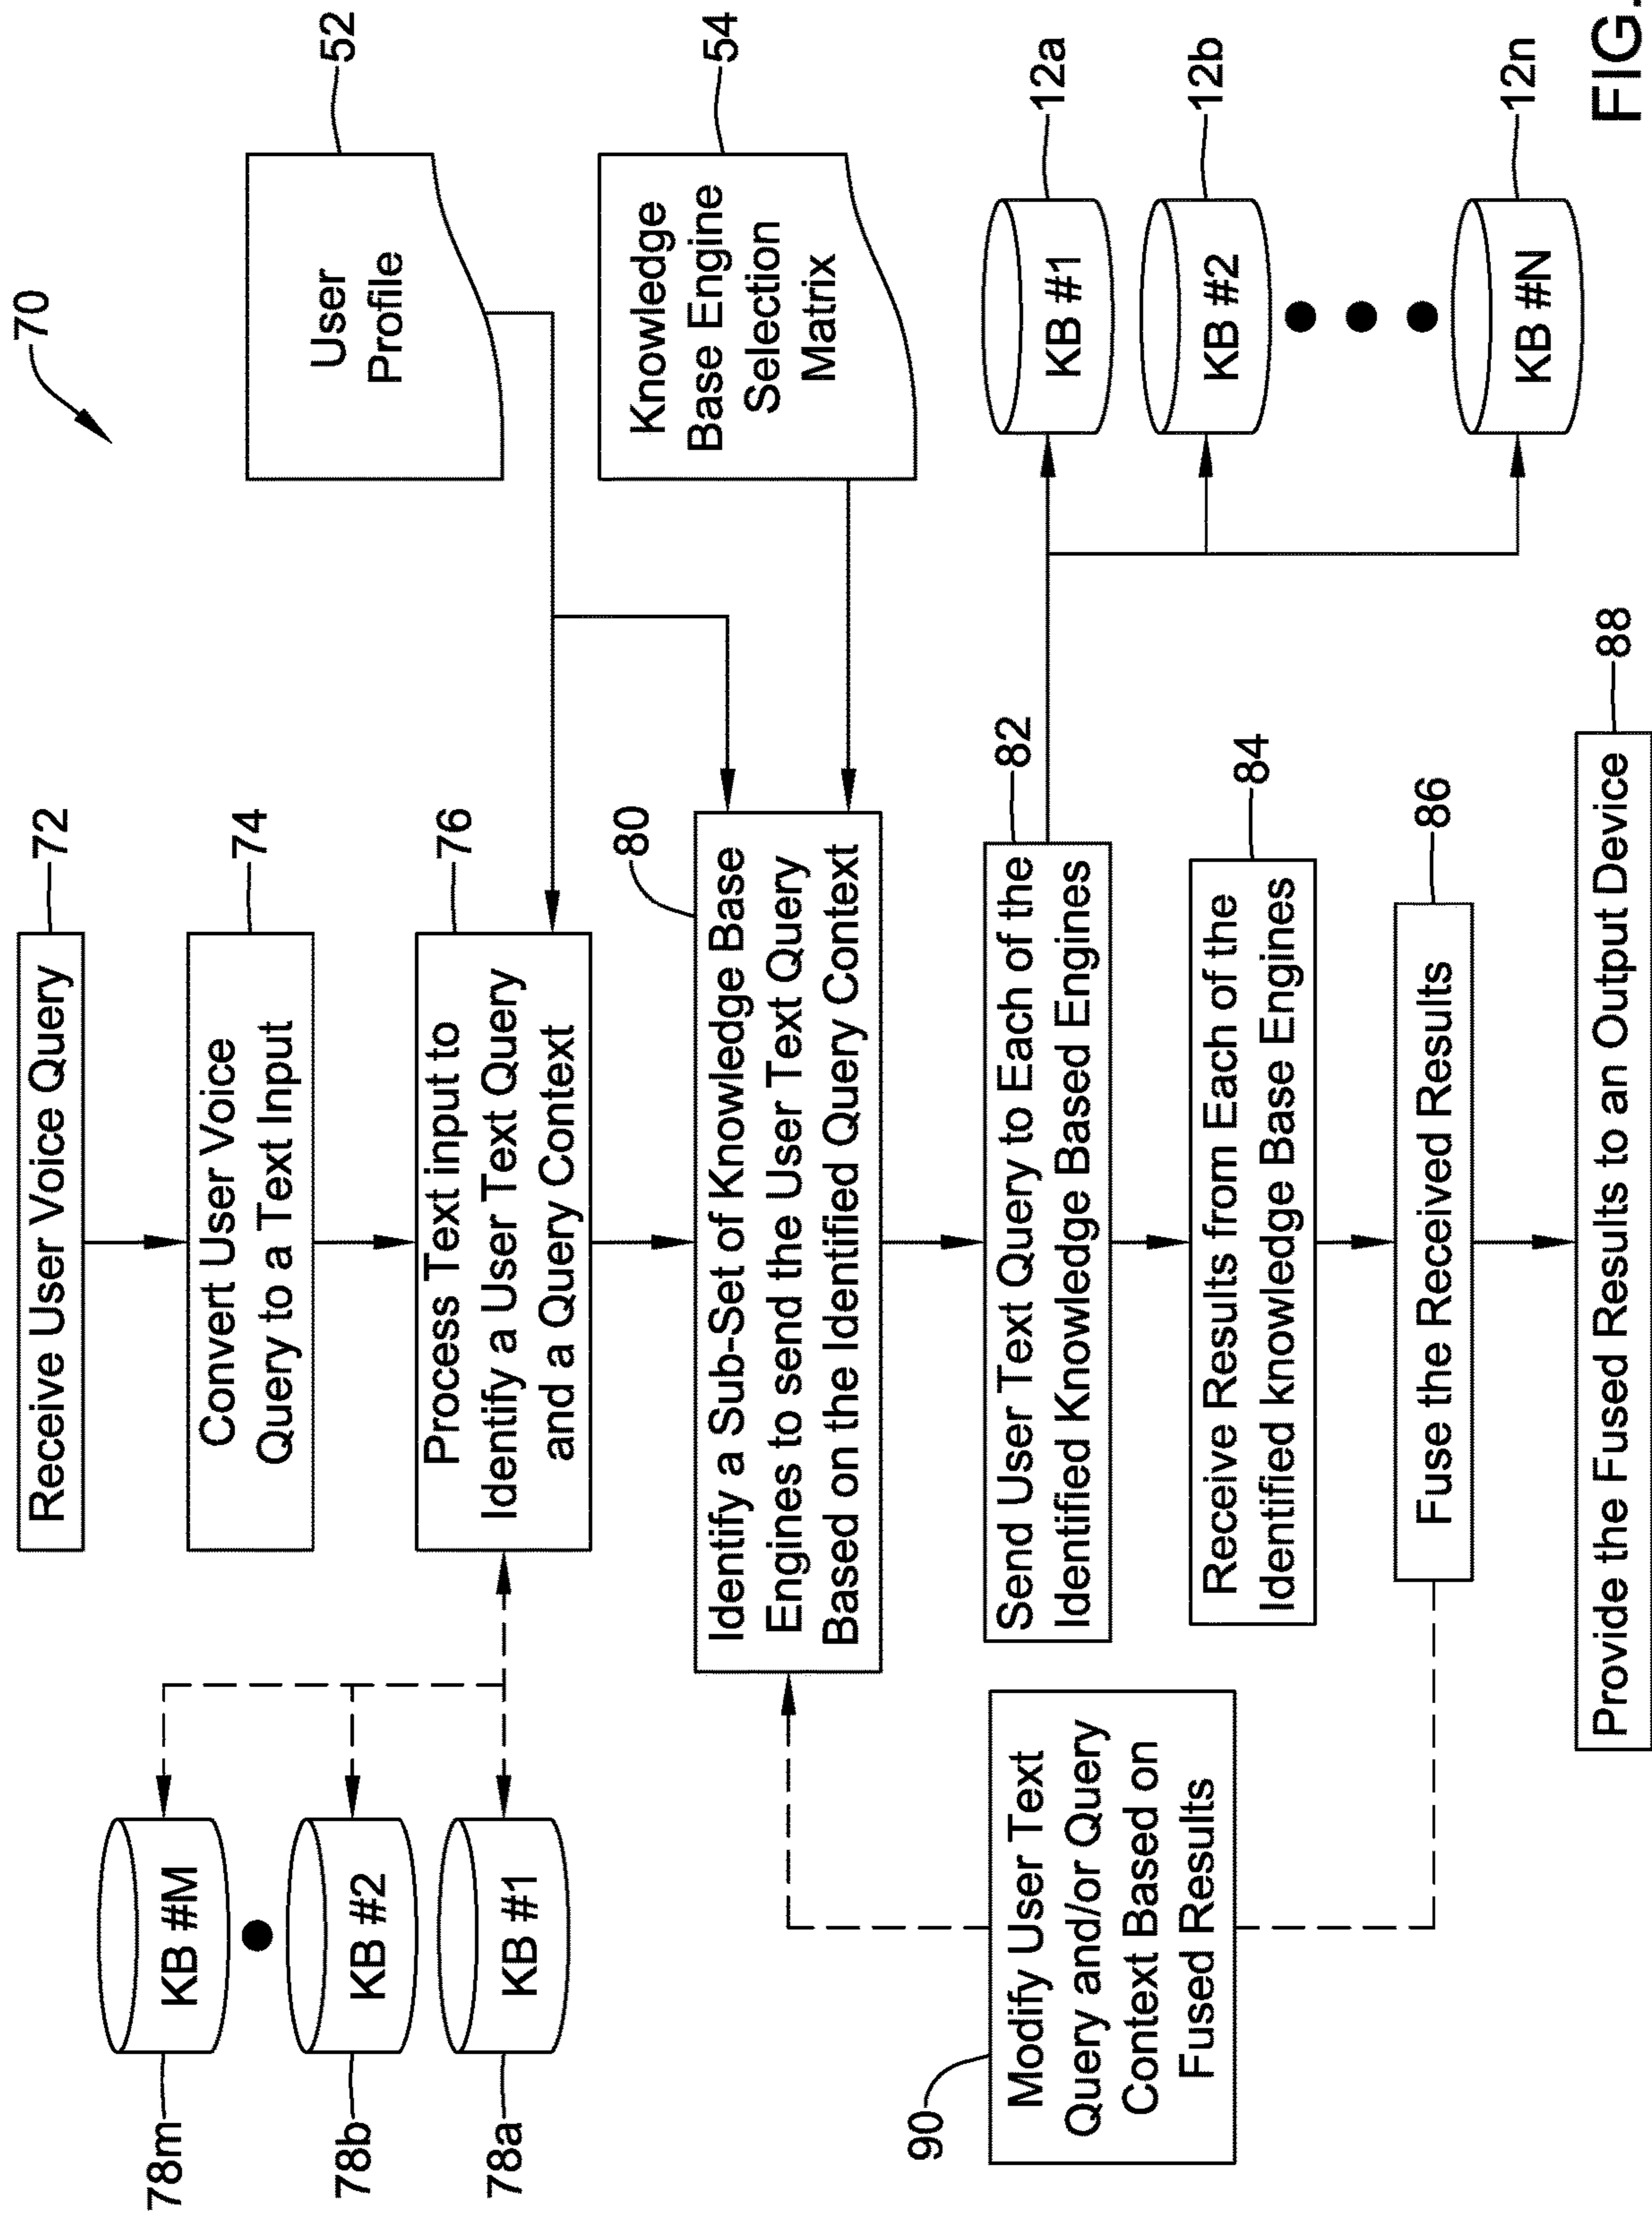 70
Receive User Voice Query
72
Convert User Voice
Query to a Text Input
74
User
Profile
52
KB #M
78m
KB #2
78b
KB #1
78a
Process Text input to
Identify a User Text Query
and a Query Context
76
Knowledge
Base Engine
Selection
Matrix
54
Identify a Sub-Set of Knowledge Base
Engines to send the User Text Query
Based on the Identified Query Context
80
Send User Text Query to Each of the
Identified Knowledge Based Engines
82
KB #1
12a
KB #2
12b
KB #N
12n
Modify User Text
Query and/or Query
Context Based on
Fused Results
90
Receive Results from Each of the
Identified knowledge Base Engines
84
Fuse the Received Results
86
Provide the Fused Results to an Output Device
88
FIG.